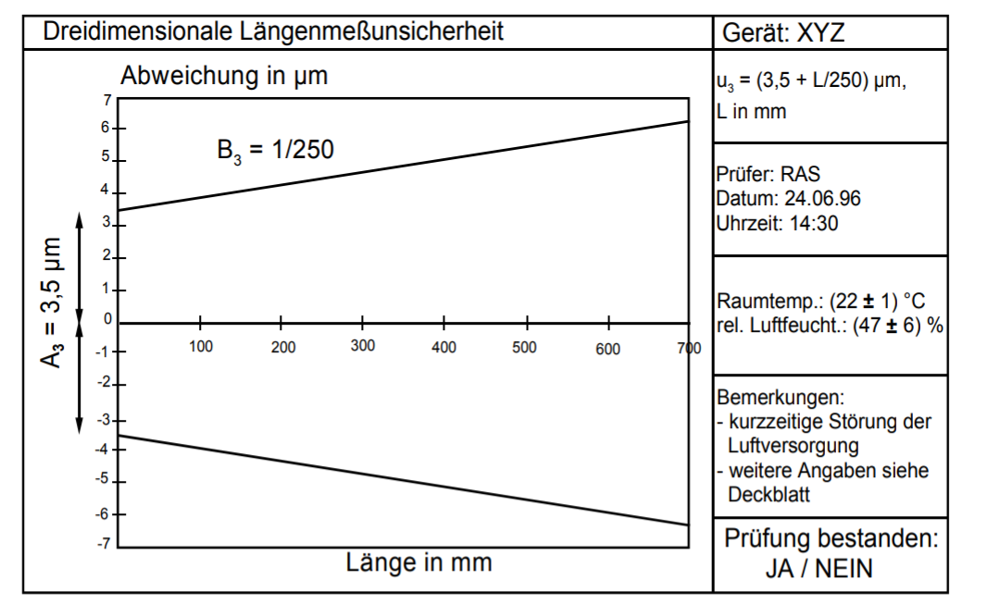 Dreidimensionale Längenmeßunsicherheit
Gerät: XYZ
Abweichung in µm
7
6
5
4
3
2
1
0
-1
-2
-3
-4
-5
-6
-7
B₃ = 1/250
A₃ = 3,5 µm
100 200 300 400 500 600 700
Länge in mm
u₃ = (3,5 + L/250) µm,
L in mm
Prüfer: RAS
Datum: 24.06.96
Uhrzeit: 14:30
Raumtemp.: (22 ± 1) °C
rel. Luftfeucht.: (47 ± 6) %
Bemerkungen:
- kurzzeitige Störung der
Luftversorgung
- weitere Angaben siehe
Deckblatt
Prüfung bestanden:
JA / NEIN